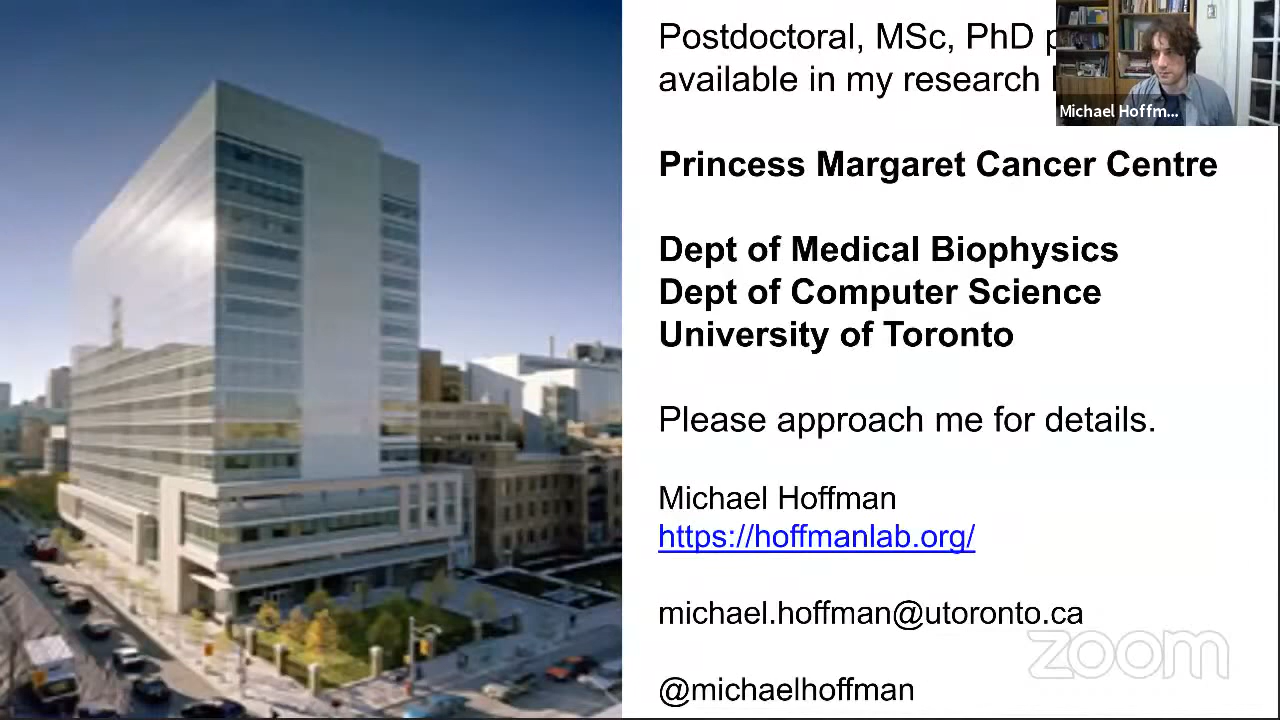 Postdoctoral, MSc, PhD
available in my research
Michael Hoffm...
Princess Margaret Cancer Centre
Dept of Medical Biophysics
Dept of Computer Science
University of Toronto
Please approach me for details.
Michael Hoffman
https://hoffmanlab.org/
michael.hoffman@utoronto.ca
zoom
@michaelhoffman